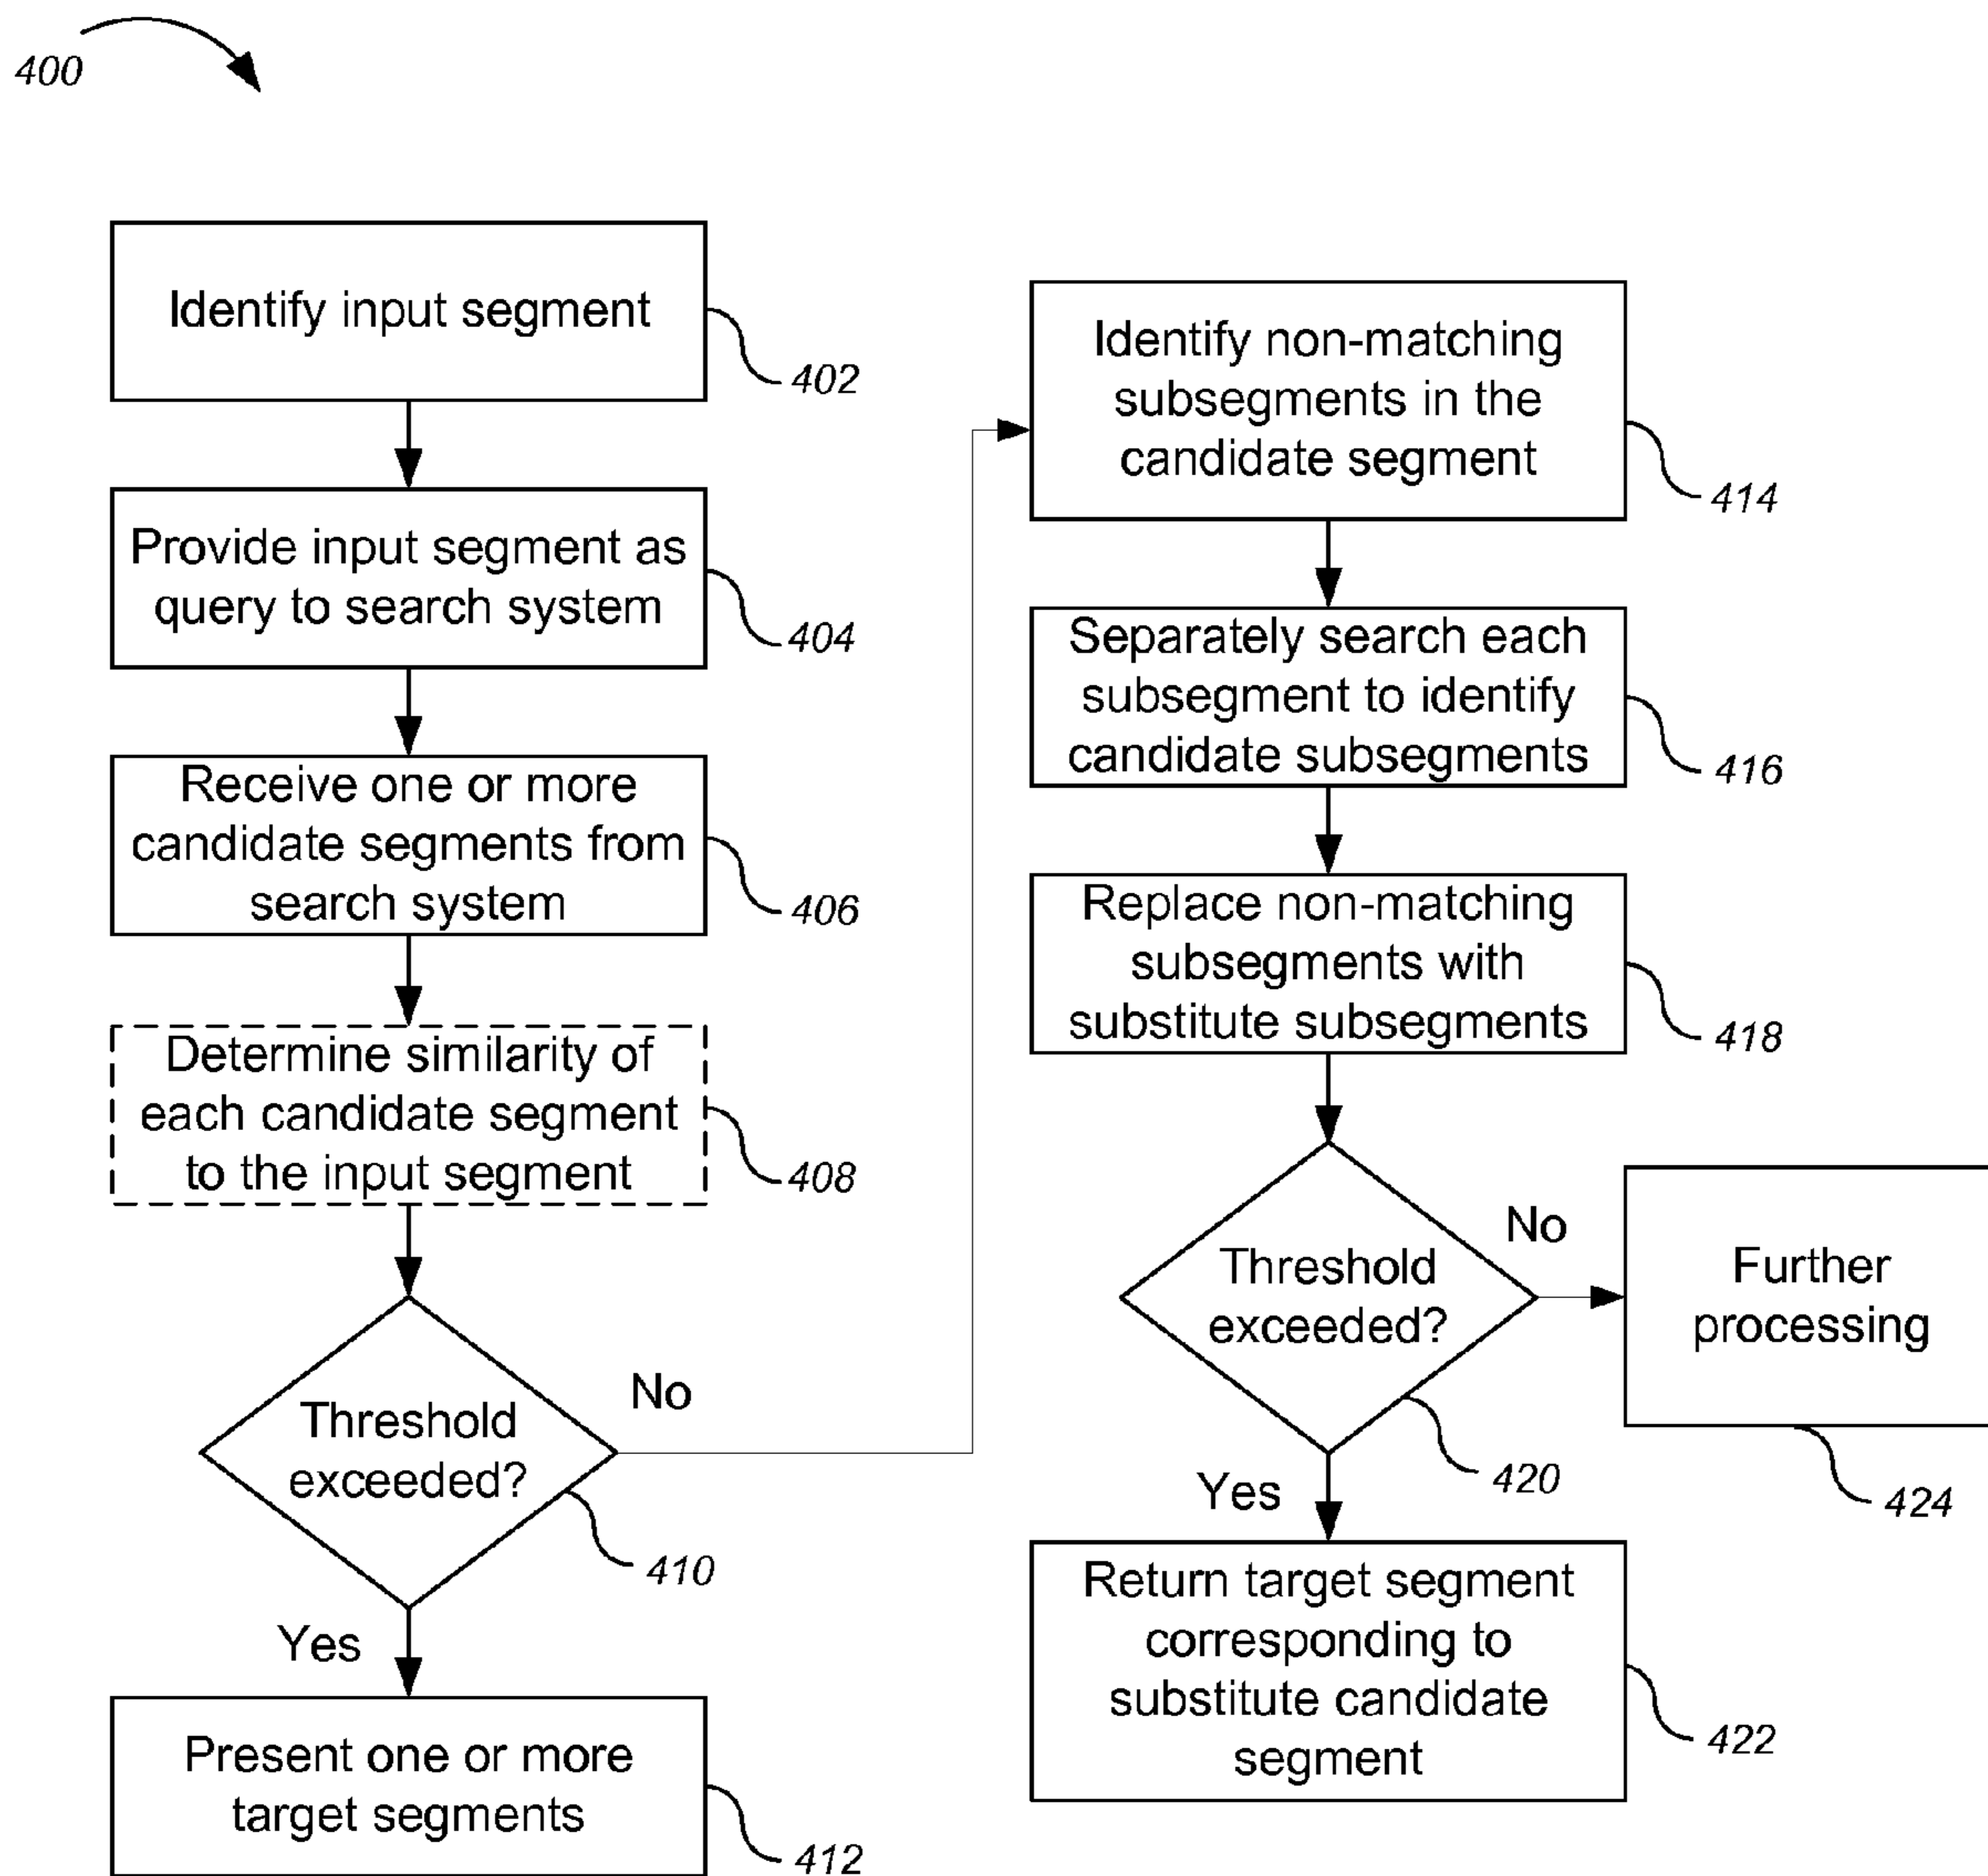 400
Identify input segment
402
Provide input segment as
query to search system
404
Receive one or more
candidate segments from
search system
406
Determine similarity of
each candidate segment
to the input segment
408
Threshold
exceeded?
No
410
Yes
Present one or more
target segments
412
Identify non-matching
subsegments in the
candidate segment
414
Separately search each
subsegment to identify
candidate subsegments
416
Replace non-matching
subsegments with
substitute subsegments
418
Threshold
exceeded?
No
420
Further
processing
424
Yes
Return target segment
corresponding to
substitute candidate
segment
422